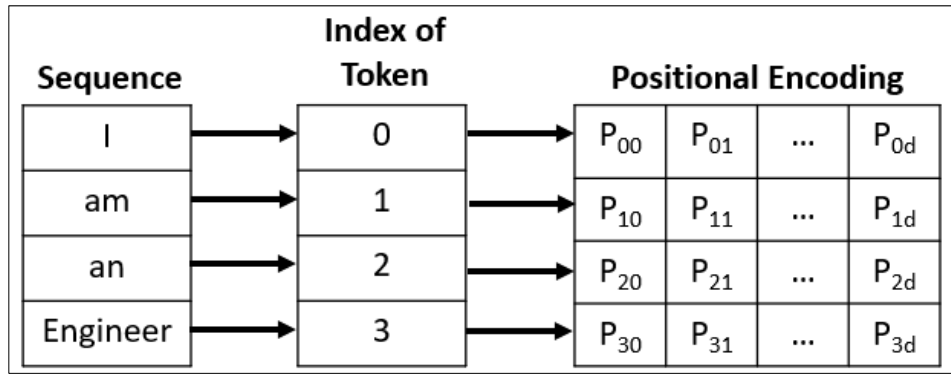 Index of
Sequence Token Positional Encoding
I 0 P₀₀ P₀₁ ... P₀d
am 1 P₁₀ P₁₁ ... P₁d
an 2 P₂₀ P₂₁ ... P₂d
Engineer 3 P₃₀ P₃₁ ... P₃d